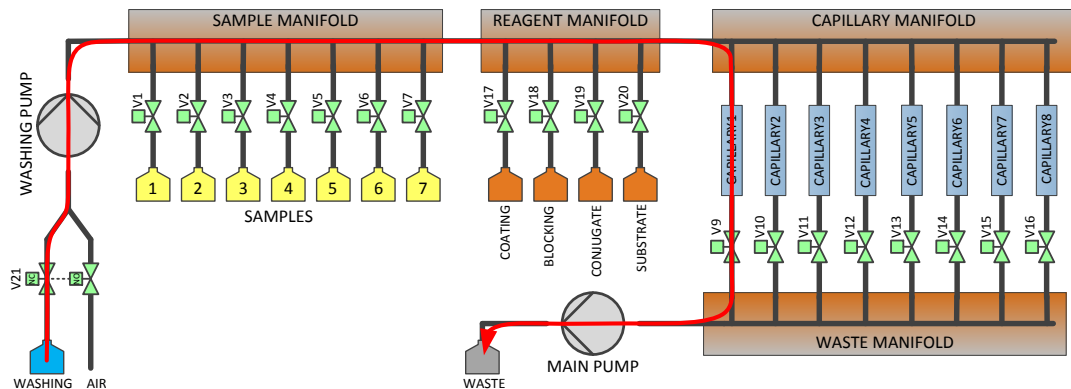 SAMPLE MANIFOLD
REAGENT MANIFOLD
CAPILLARY MANIFOLD
WASHING PUMP
V1
V2
V3
V4
V5
V6
V7
V17
V18
V19
V20
CAPILLARY1
CAPILLARY2
CAPILLARY3
CAPILLARY4
CAPILLARY5
CAPILLARY6
CAPILLARY7
CAPILLARY8
1
2
3
4
5
6
7
SAMPLES
COATING
BLOCKING
CONJUGATE
SUBSTRATE
V9
V10
V11
V12
V13
V14
V15
V16
V21
NC
NO
WASHING
AIR
WASTE
MAIN PUMP
WASTE MANIFOLD